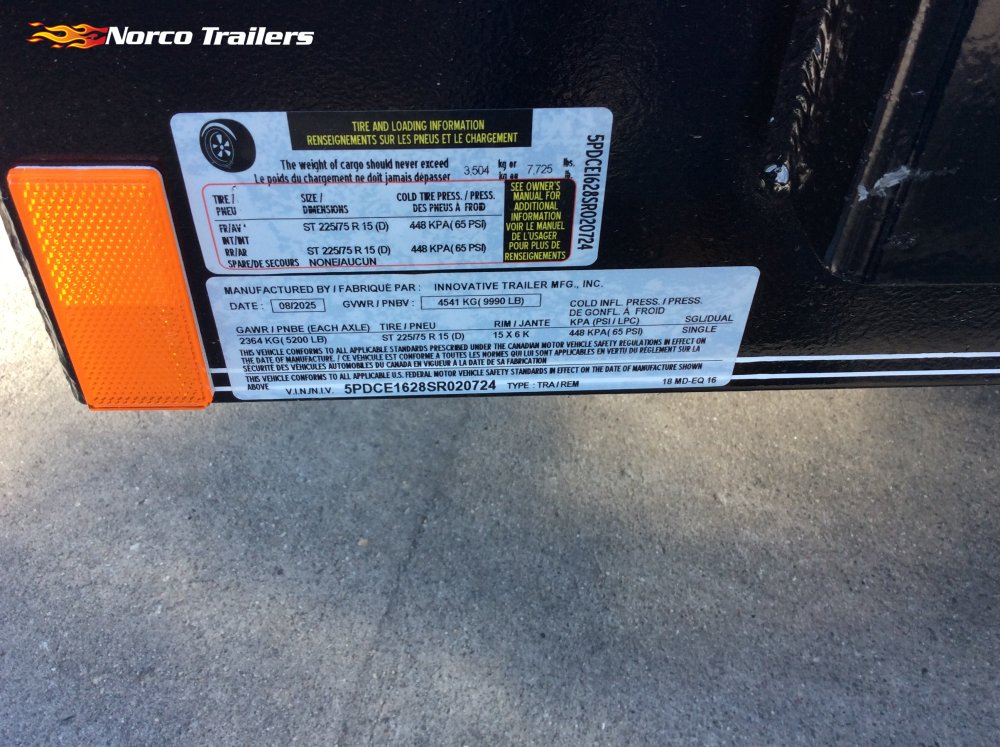 Norco Trailers
TIRE AND LOADING INFORMATION
RENSEIGNEMENTS SUR LES PNEUS ET LE CHARGEMENT
The weight of cargo should never exceed 3,504 kg or 7,725 lbs.
Le poids du chargement ne doit jamais dépasser kg ou lb.
TIRE / SIZE / COLD TIRE PRESS. / PRESS.
PNEU DIMENSIONS DES PNEUS À FROID
FR/AV ST 225/75 R 15 (D) 448 KPA( 65 PSI)
INT/INT
RR/AR ST 225/75 R 15 (D) 448 KPA( 65 PSI)
SPARE/DE SECOURS NONE/AUCUN
SEE OWNER'S
MANUAL FOR
ADDITIONAL
INFORMATION
VOIR LE MANUEL
DE L'USAGER
POUR PLUS DE
RENSEIGNEMENTS
5PDCE1628SR020724
MANUFACTURED BY / FABRIQUÉ PAR : INNOVATIVE TRAILER MFG., INC.
DATE : 08/2025 GVWR / PNBV : 4541 KG( 9990 LB)
COLD INFL. PRESS. / PRESS.
DE GONFL. À FROID
GAWR / PNBE (EACH AXLE) TIRE / PNEU RIM / JANTE KPA (PSI / LPC) SGL/DUAL
2364 KG( 5200 LB) ST 225/75 R 15 (D) 15 X 6 K 448 KPA( 65 PSI) SINGLE
THIS VEHICLE CONFORMS TO ALL APPLICABLE STANDARDS PRESCRIBED UNDER THE CANADIAN MOTOR VEHICLE SAFETY REGULATIONS IN EFFECT ON
THE DATE OF MANUFACTURE. / CE VÉHICULE EST CONFORME À TOUTES LES NORMES QUI LUI SONT APPLICABLES EN VERTU DU RÈGLEMENT SUR LA
SÉCURITÉ DES VÉHICULES AUTOMOBILES DU CANADA EN VIGUEUR À LA DATE DE SA FABRICATION
THIS VEHICLE CONFORMS TO ALL APPLICABLE U.S. FEDERAL MOTOR VEHICLE SAFETY STANDARDS IN EFFECT ON THE DATE OF MANUFACTURE SHOWN
ABOVE
V.I.N./N.I.V. 5PDCE1628SR020724 TYPE : TRA / REM 18 MD-EQ 16